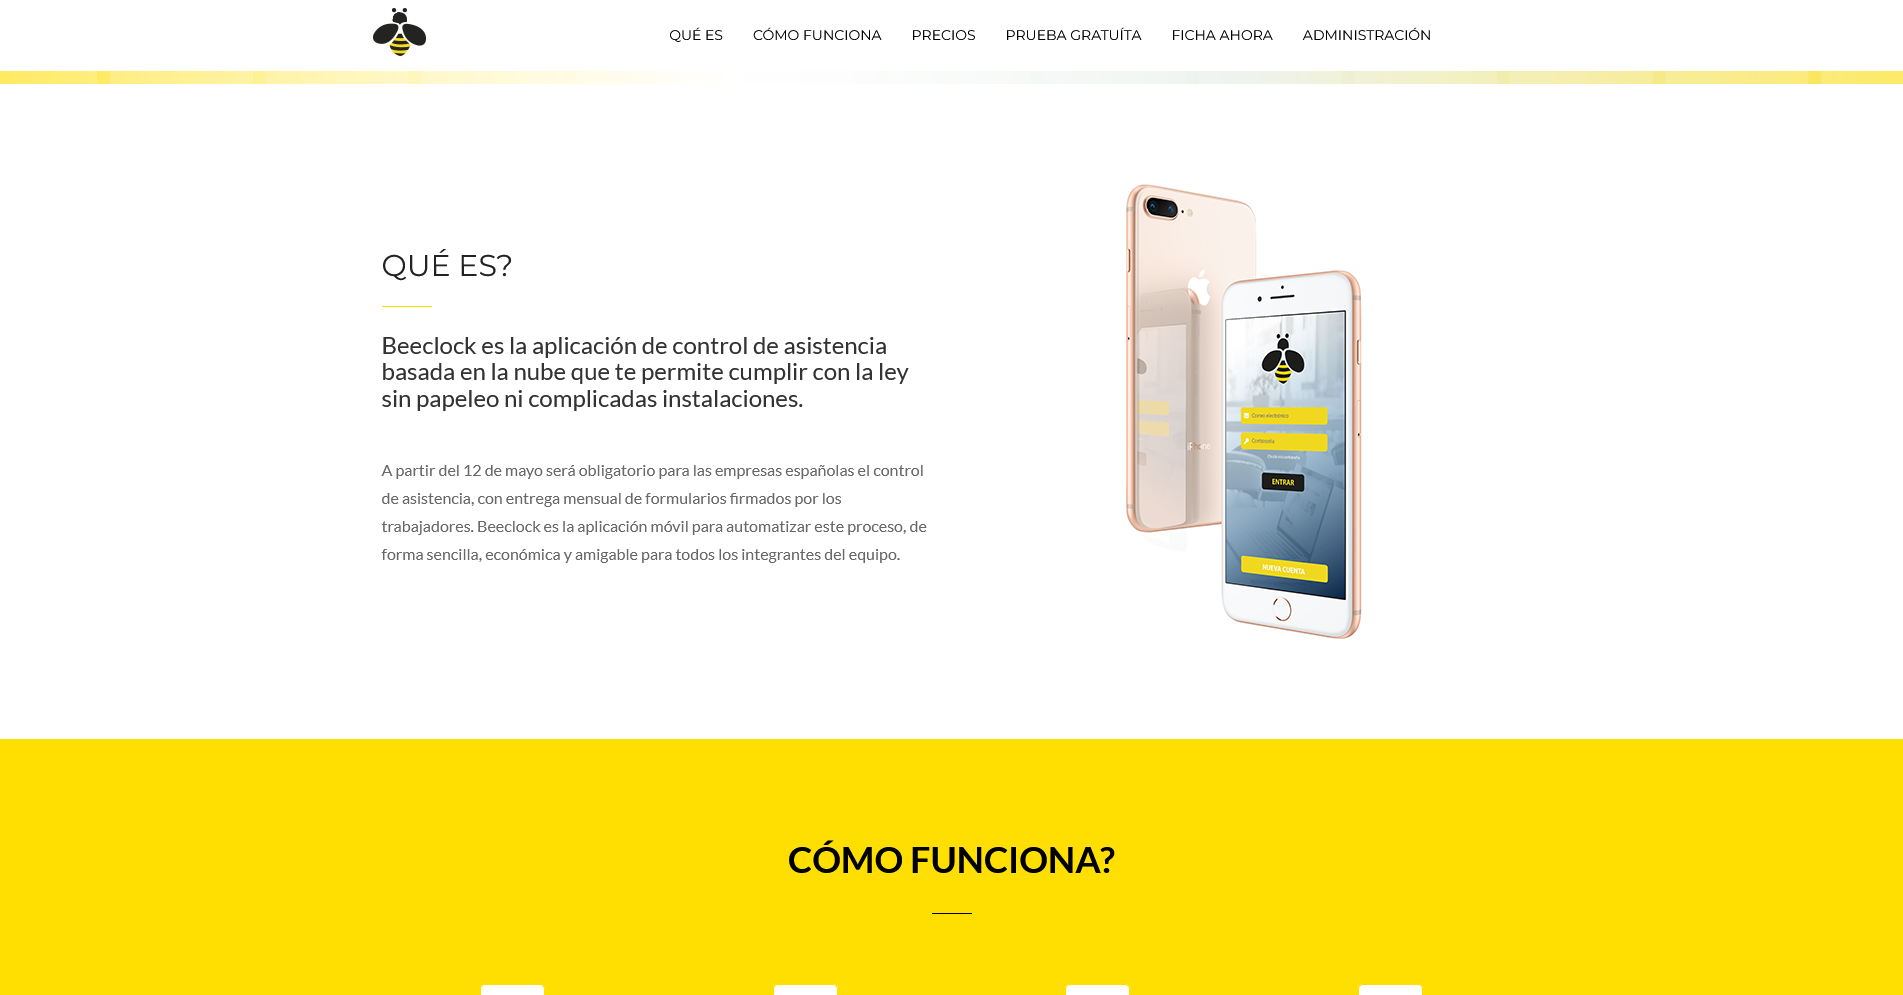 QUÉ ES CÓMO FUNCIONA PRECIOS PRUEBA GRATUÍTA FICHA AHORA ADMINISTRACIÓN
QUÉ ES?
Beeclock es la aplicación de control de asistencia
basada en la nube que te permite cumplir con la ley
sin papeleo ni complicadas instalaciones.
A partir del 12 de mayo será obligatorio para las empresas españolas el control
de asistencia, con entrega mensual de formularios firmados por los
trabajadores. Beeclock es la aplicación móvil para automatizar este proceso, de
forma sencilla, económica y amigable para todos los integrantes del equipo.
Correo electrónico
Contraseña
ENTRAR
NUEVA CUENTA
CÓMO FUNCIONA?